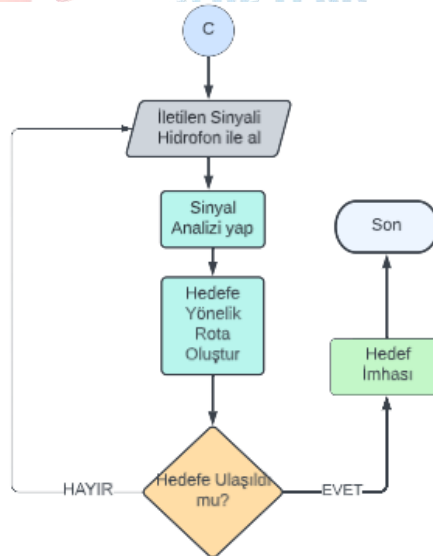 C
İletilen Sinyali
Hidrofon ile al
Sinyal
Analizi yap
Hedefe
Yönelik
Rota
Oluştur
Hedefe Ulaşıldı
mu?
HAYIR
EVET
Hedef
İmhası
Son